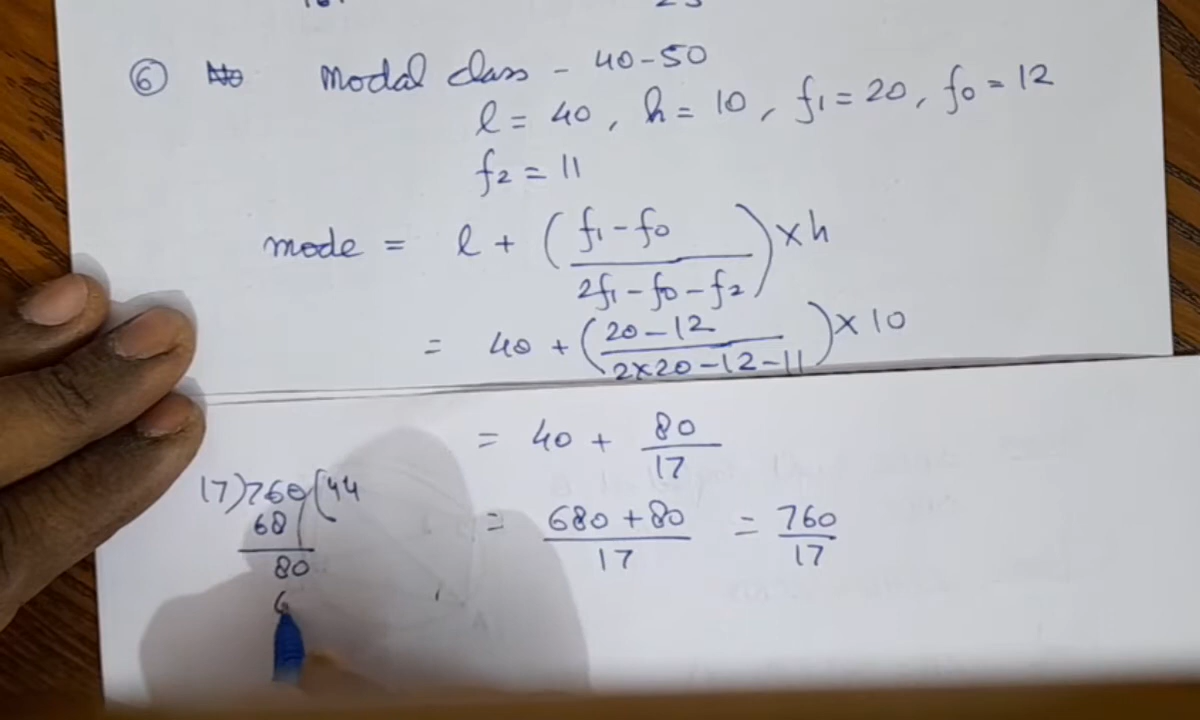 ⑥ Modal class - 40-50
l = 40, h = 10, f1 = 20, f0 = 12
f2 = 11
mode = l + (f1-f0 / 2f1-f0-f2) × h
= 40 + (20-12 / 2×20-12-11) × 10
= 40 + 80/17
= 680+80/17 = 760/17
17)760(44
68
80
6